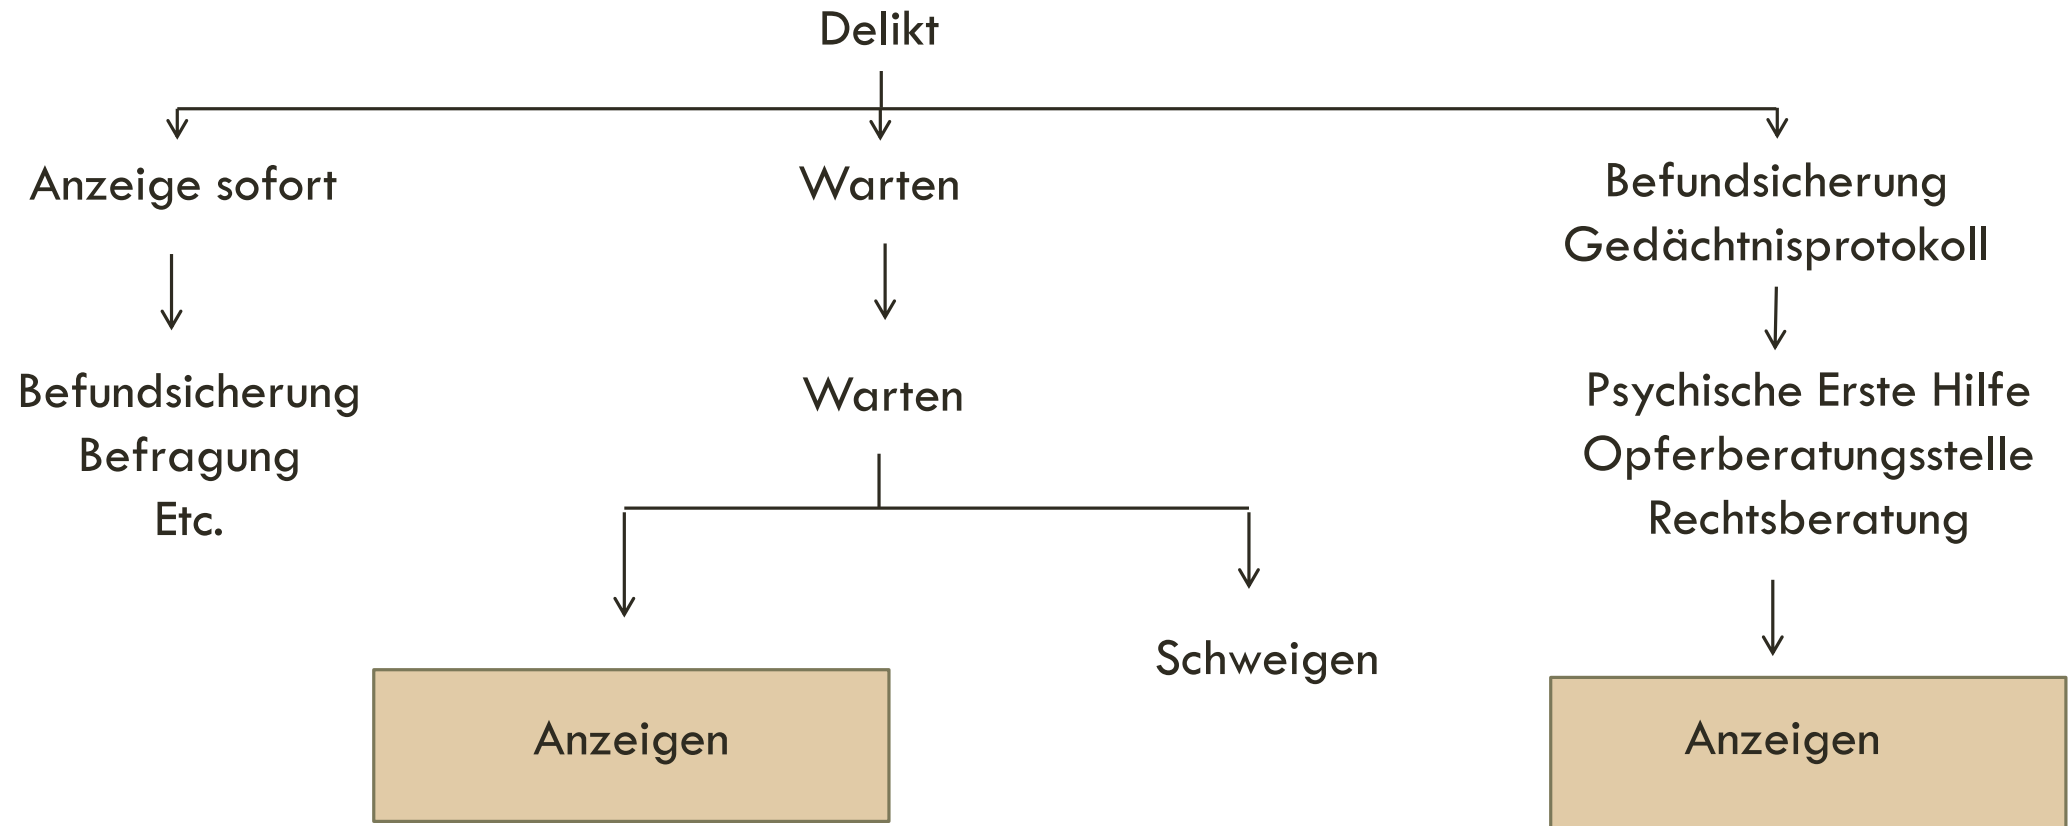 Delikt
Anzeige sofort
Warten
Befundsicherung
Gedächtnisprotokoll
Befundsicherung
Befragung
Etc.
Warten
Psychische Erste Hilfe
Opferberatungsstelle
Rechtsberatung
Anzeigen
Schweigen
Anzeigen